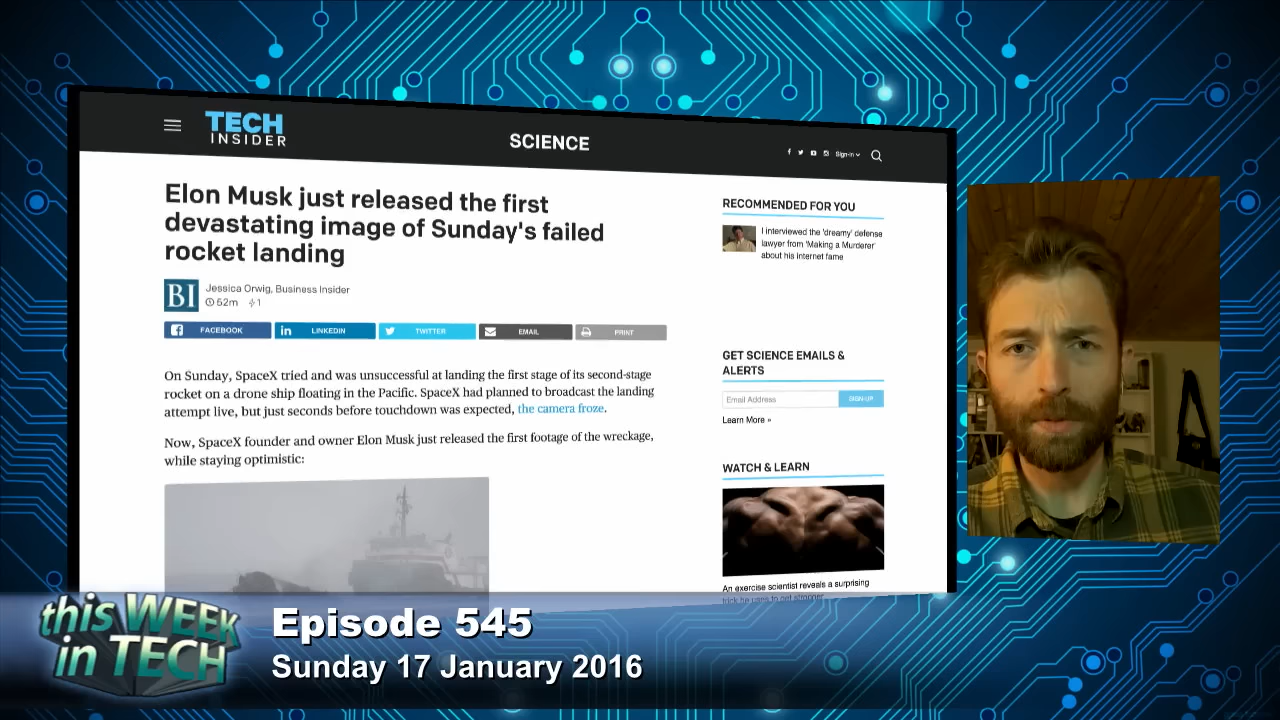 TECH
INSIDER
SCIENCE
Sign-in
Elon Musk just released the first
devastating image of Sunday's failed
rocket landing
BI
Jessica Orwig, Business Insider
52m 1
FACEBOOK
LINKEDIN
TWITTER
EMAIL
PRINT
On Sunday, SpaceX tried and was unsuccessful at landing the first stage of its second-stage
rocket on a drone ship floating in the Pacific. SpaceX had planned to broadcast the landing
attempt live, but just seconds before touchdown was expected, the camera froze.
Now, SpaceX founder and owner Elon Musk just released the first footage of the wreckage,
while staying optimistic:
RECOMMENDED FOR YOU
I interviewed the 'dreamy' defense
lawyer from 'Making a Murderer'
about his internet fame
GET SCIENCE EMAILS &
ALERTS
Email Address
SIGN-UP
Learn More »
WATCH & LEARN
An exercise scientist reveals a surprising
trick he uses to get stronger
this WEEK
in TECH
Episode 545
Sunday 17 January 2016